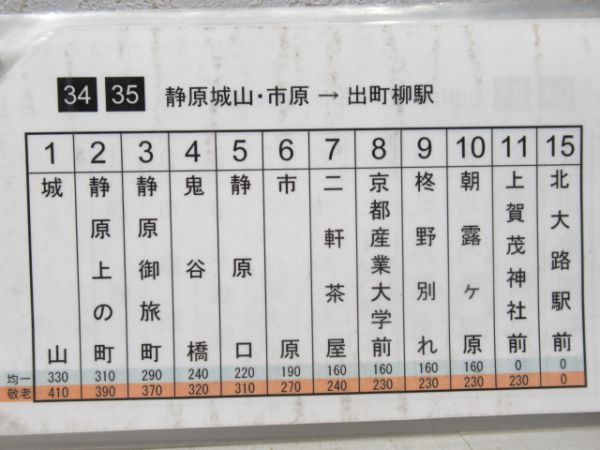 34 35 静原城山・市原 → 出町柳駅
1 2 3 4 5 6 7 8 9 10 11 15
城山
静原上の町
静原御旅町
鬼谷橋
静原口
市原
二軒茶屋
京都産業大学前
柊野別れ
朝露ヶ原
上賀茂神社前
北大路駅前
均一 330 310 290 240 220 190 160 160 160 160 0 0
敬老 410 390 370 320 310 270 240 230 230 230 230 0